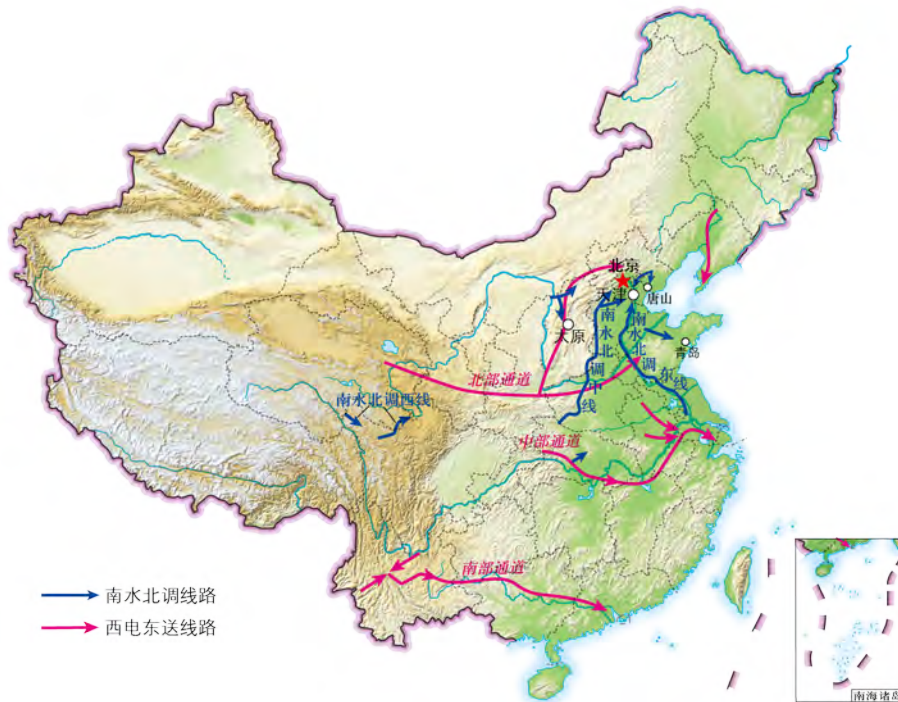 北京
天津
唐山
太原
青岛
南水北调中线
南水北调东线
北部通道
南水北调西线
中部通道
南部通道
南水北调线路
西电东送线路
南海诸岛